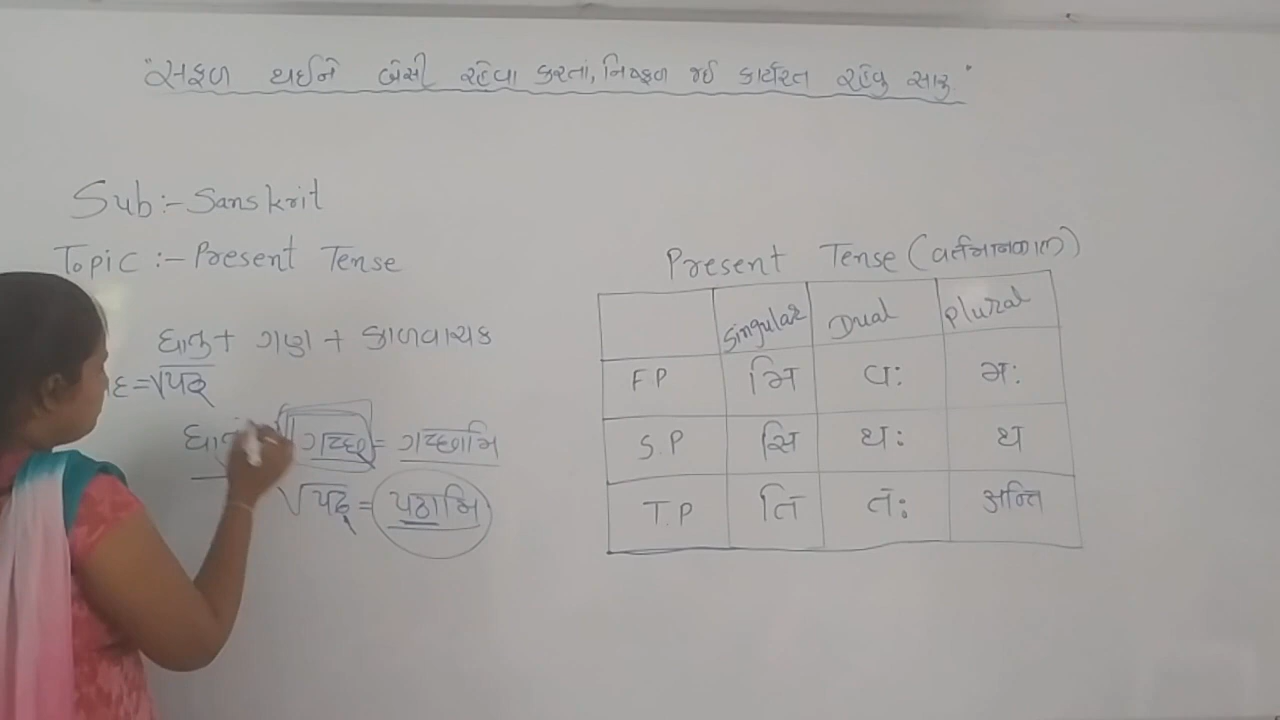 "સફળ થઈને બેસી રહેવા કરતાં, નિષ્ફળ જઈ કાર્યરત રહેવુ સારુ"
Sub:- Sanskrit
Topic :- Present Tense
ધાતુ + ગણ + કાળવાચક
=√પઠ્
ગચ્છ્ = ગચ્છામિ
√પઠ્ = પઠામિ
Present Tense (વર્તમાનકાળ)
Singular Dual Plural
F.P મિ વ: મ:
S.P સિ થ: થ
T.P તિ ત: अन्ति